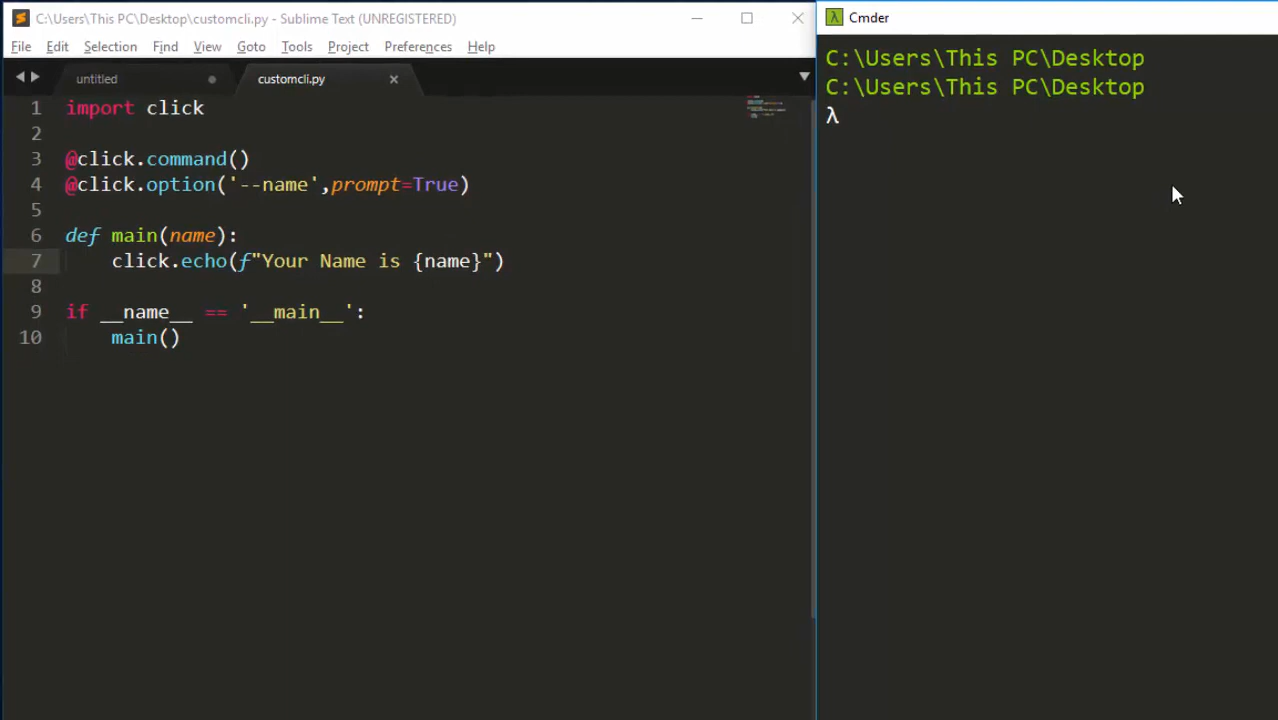 C:\Users\This PC\Desktop\customcli.py - Sublime Text (UNREGISTERED)
File Edit Selection Find View Goto Tools Project Preferences Help
untitled customcli.py
1 import click
2
3 @click.command()
4 @click.option('--name',prompt=True)
5
6 def main(name):
7     click.echo(f"Your Name is {name}")
8
9 if __name__ == '__main__':
10     main()
Cmder
C:\Users\This PC\Desktop
C:\Users\This PC\Desktop
λ